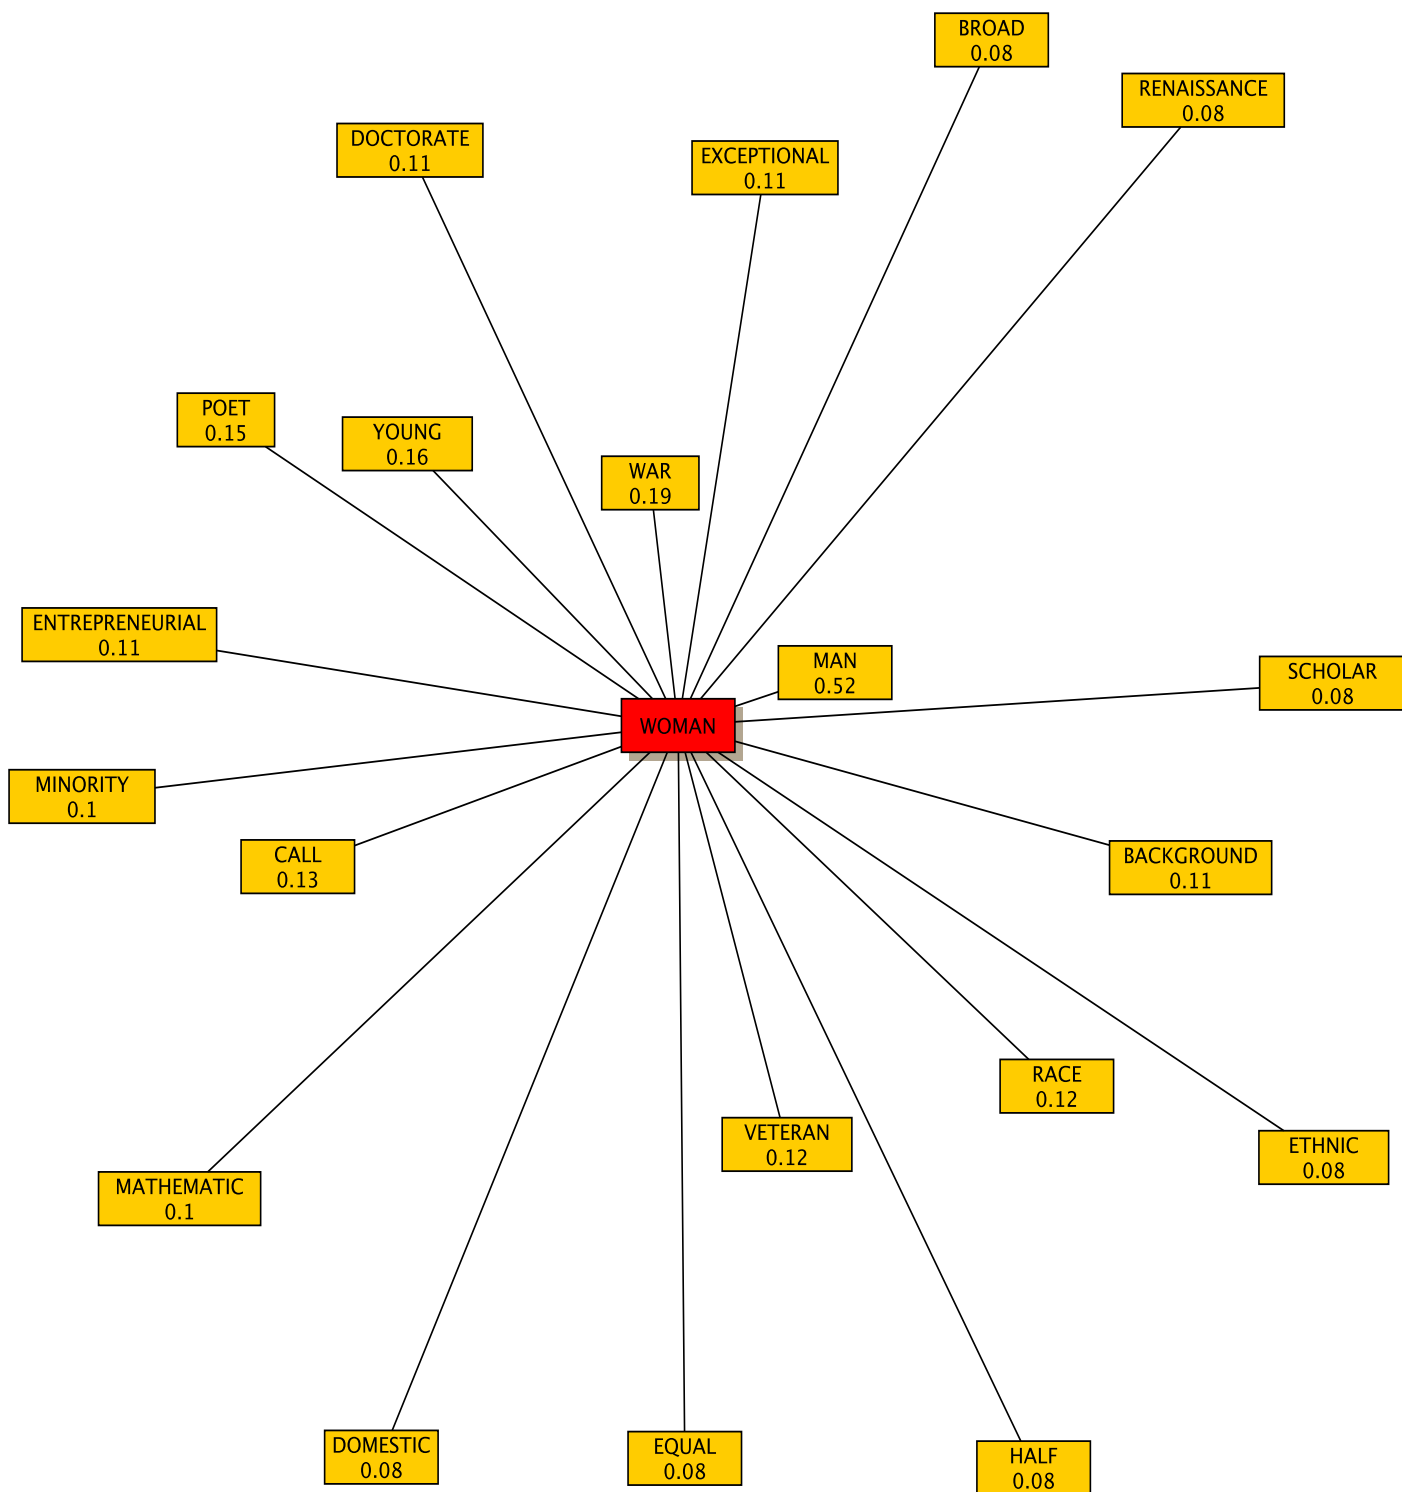 BROAD
0.08
RENAISSANCE
0.08
DOCTORATE
0.11
EXCEPTIONAL
0.11
POET
0.15
YOUNG
0.16
WAR
0.19
ENTREPRENEURIAL
0.11
MAN
0.52
SCHOLAR
0.08
WOMAN
MINORITY
0.1
CALL
0.13
BACKGROUND
0.11
RACE
0.12
VETERAN
0.12
ETHNIC
0.08
MATHEMATIC
0.1
DOMESTIC
0.08
EQUAL
0.08
HALF
0.08